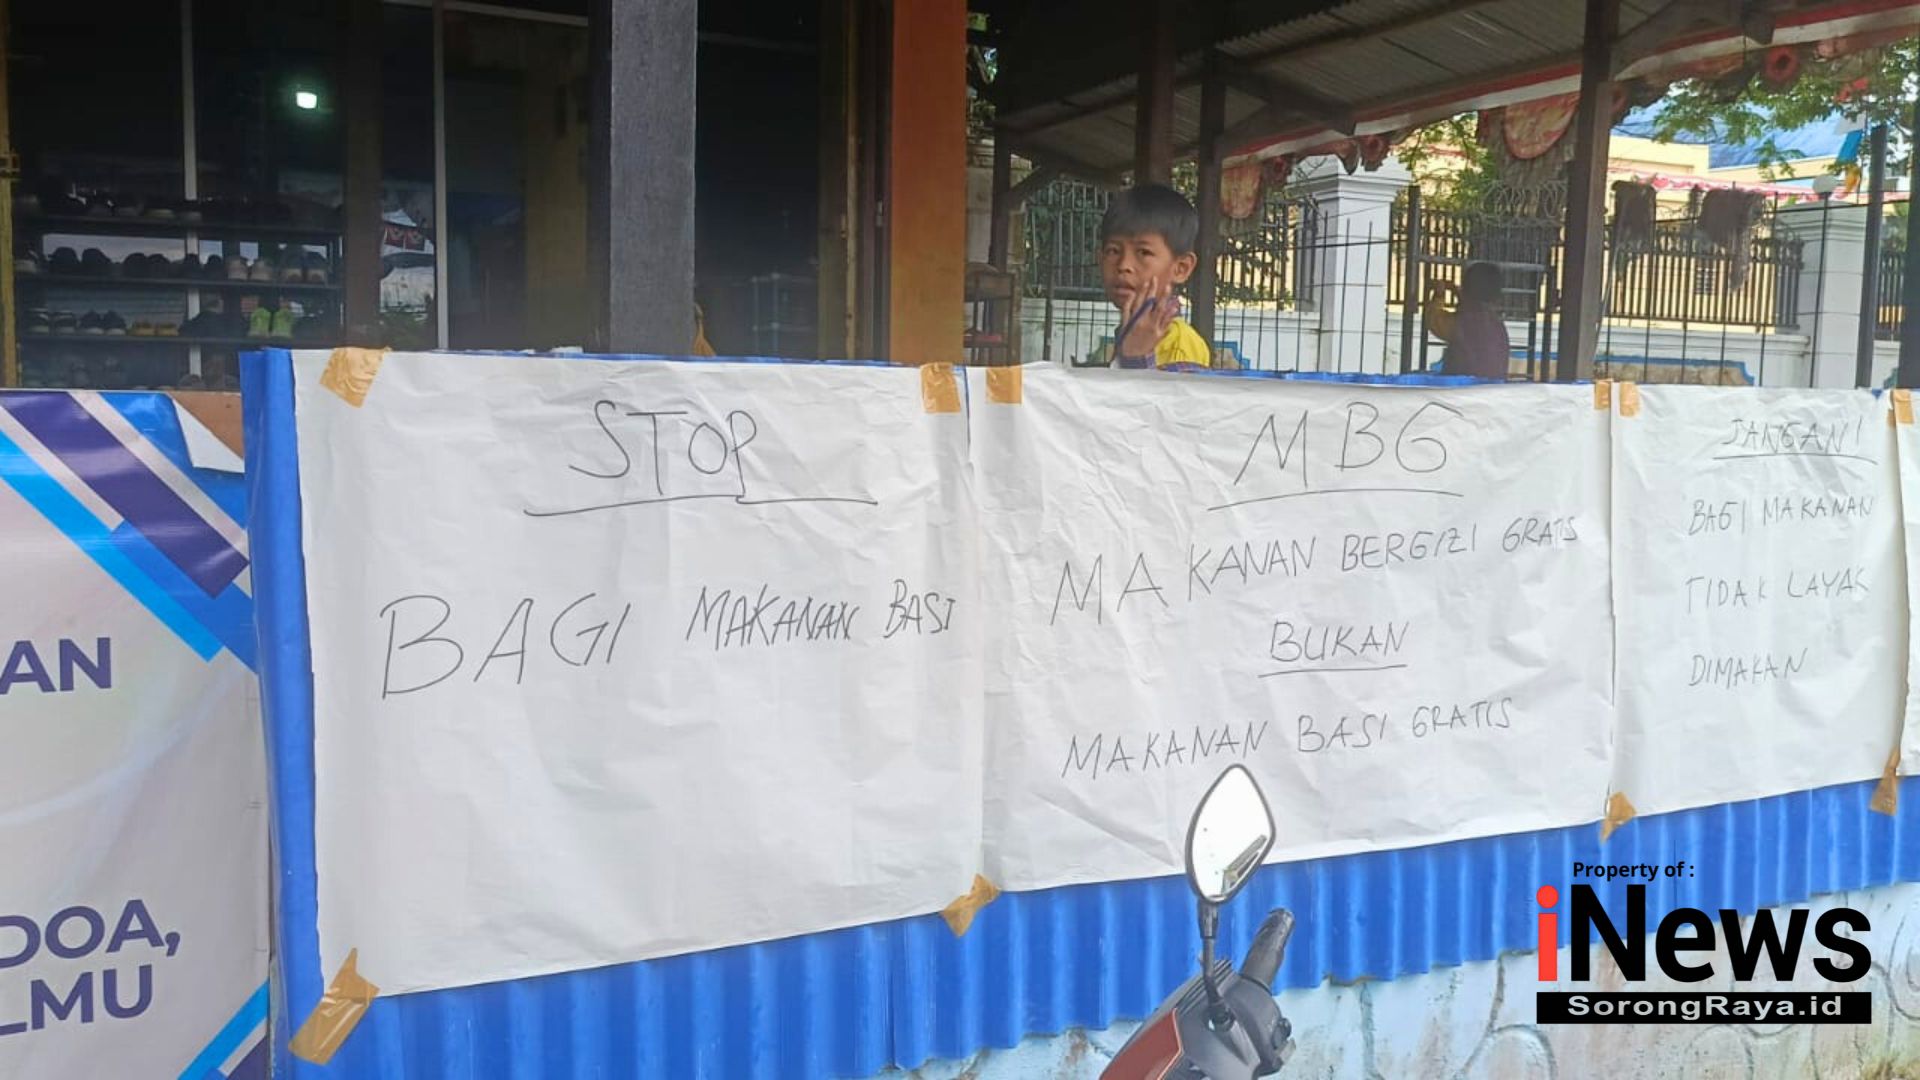 AN
DOA,
LMU
STOP
BAGI MAKANAN BASI
MBG
MAKANAN BERGIZI GRATIS
BUKAN
MAKANAN BASI GRATIS
JANGAN!
BAGI MAKANAN
TIDAK LAYAK
DIMAKAN
Property of :
iNews
SorongRaya.id